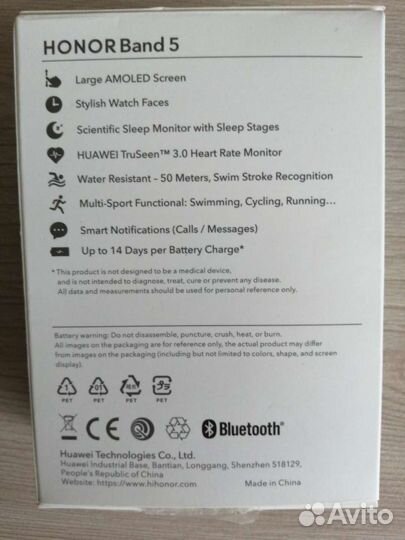 HONOR Band 5
Large AMOLED Screen
Stylish Watch Faces
Scientific Sleep Monitor with Sleep Stages
HUAWEI TruSeen™ 3.0 Heart Rate Monitor
Water Resistant – 50 Meters, Swim Stroke Recognition
Multi-Sport Functional: Swimming, Cycling, Running...
Smart Notifications (Calls / Messages)
Up to 14 Days per Battery Charge*
* This product is not designed to be a medical device,
and is not intended to diagnose, treat, cure or prevent any disease.
All data and measurements should be used for personal reference only.
Battery warning: Do not disassemble, puncture, crush, heat, or burn.
All images on the packaging are for reference only, the actual product may differ
from images on the packaging (including but not limited to colors, shape, and screen
display).
1 01
PET PET PET PET
CE Bluetooth®
Huawei Technologies Co., Ltd.
Huawei Industrial Base, Bantian, Longgang, Shenzhen 518129,
People's Republic of China
Website: https://www.hihonor.com Made in China
Avito